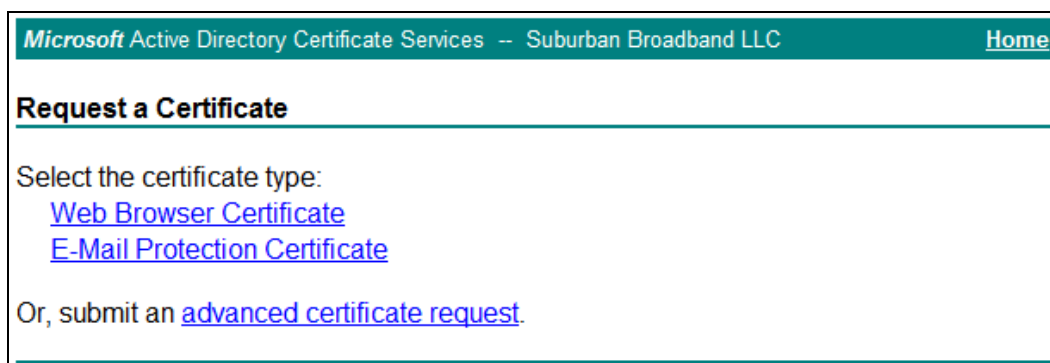 Microsoft Active Directory Certificate Services -- Suburban Broadband LLC Home
Request a Certificate
Select the certificate type:
Web Browser Certificate
E-Mail Protection Certificate
Or, submit an advanced certificate request.